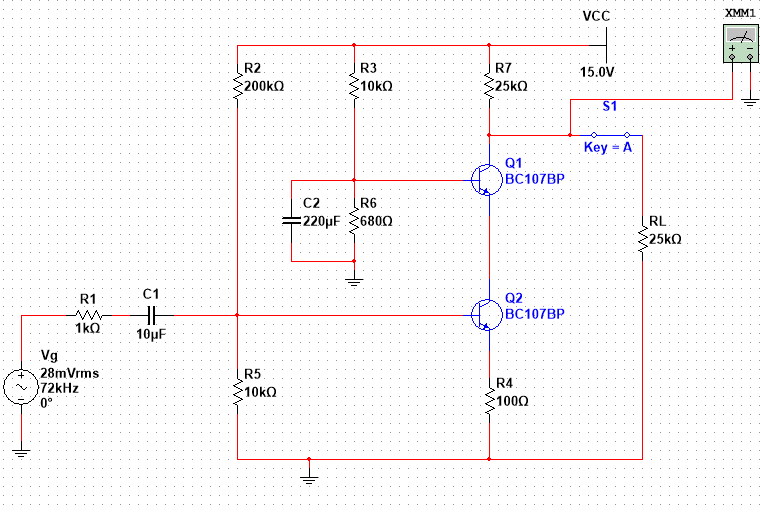 XMM1
VCC
15.0V
R2
200kΩ
R3
10kΩ
R7
25kΩ
S1
Key = A
Q1
BC107BP
C2
220µF
R6
680Ω
RL
25kΩ
R1
1kΩ
C1
10µF
Q2
BC107BP
Vg
28mVrms
72kHz
0°
R5
10kΩ
R4
100Ω